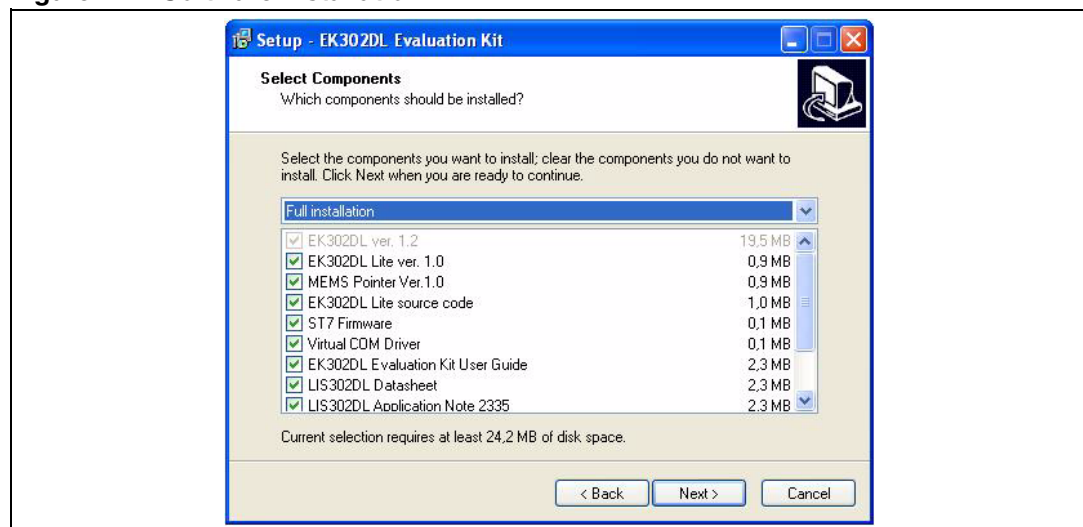 Setup - EK302DL Evaluation Kit
Select Components
Which components should be installed?
Select the components you want to install; clear the components you do not want to
install. Click Next when you are ready to continue.
Full installation
EK302DL ver. 1.2 19,5 MB
EK302DL Lite ver. 1.0 0,9 MB
MEMS Pointer Ver.1.0 0,9 MB
EK302DL Lite source code 1,0 MB
ST7 Firmware 0,1 MB
Virtual COM Driver 0,1 MB
EK302DL Evaluation Kit User Guide 2,3 MB
LIS302DL Datasheet 2,3 MB
LIS302DL Application Note 2335 2,3 MB
Current selection requires at least 24,2 MB of disk space.
< Back Next > Cancel